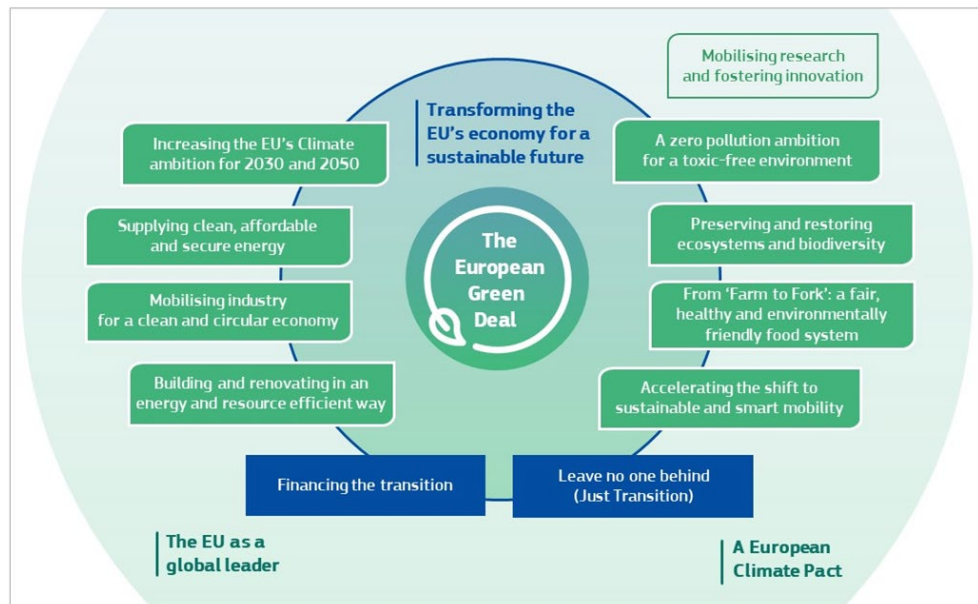 Mobilising research
and fostering innovation
Transforming the
EU's economy for a
sustainable future
Increasing the EU's Climate
ambition for 2030 and 2050
A zero pollution ambition
for a toxic-free environment
Supplying clean, affordable
and secure energy
Preserving and restoring
ecosystems and biodiversity
The
European
Green
Deal
Mobilising industry
for a clean and circular economy
From ‘Farm to Fork’: a fair,
healthy and environmentally
friendly food system
Building and renovating in an
energy and resource efficient way
Accelerating the shift to
sustainable and smart mobility
Financing the transition
Leave no one behind
(Just Transition)
The EU as a
global leader
A European
Climate Pact